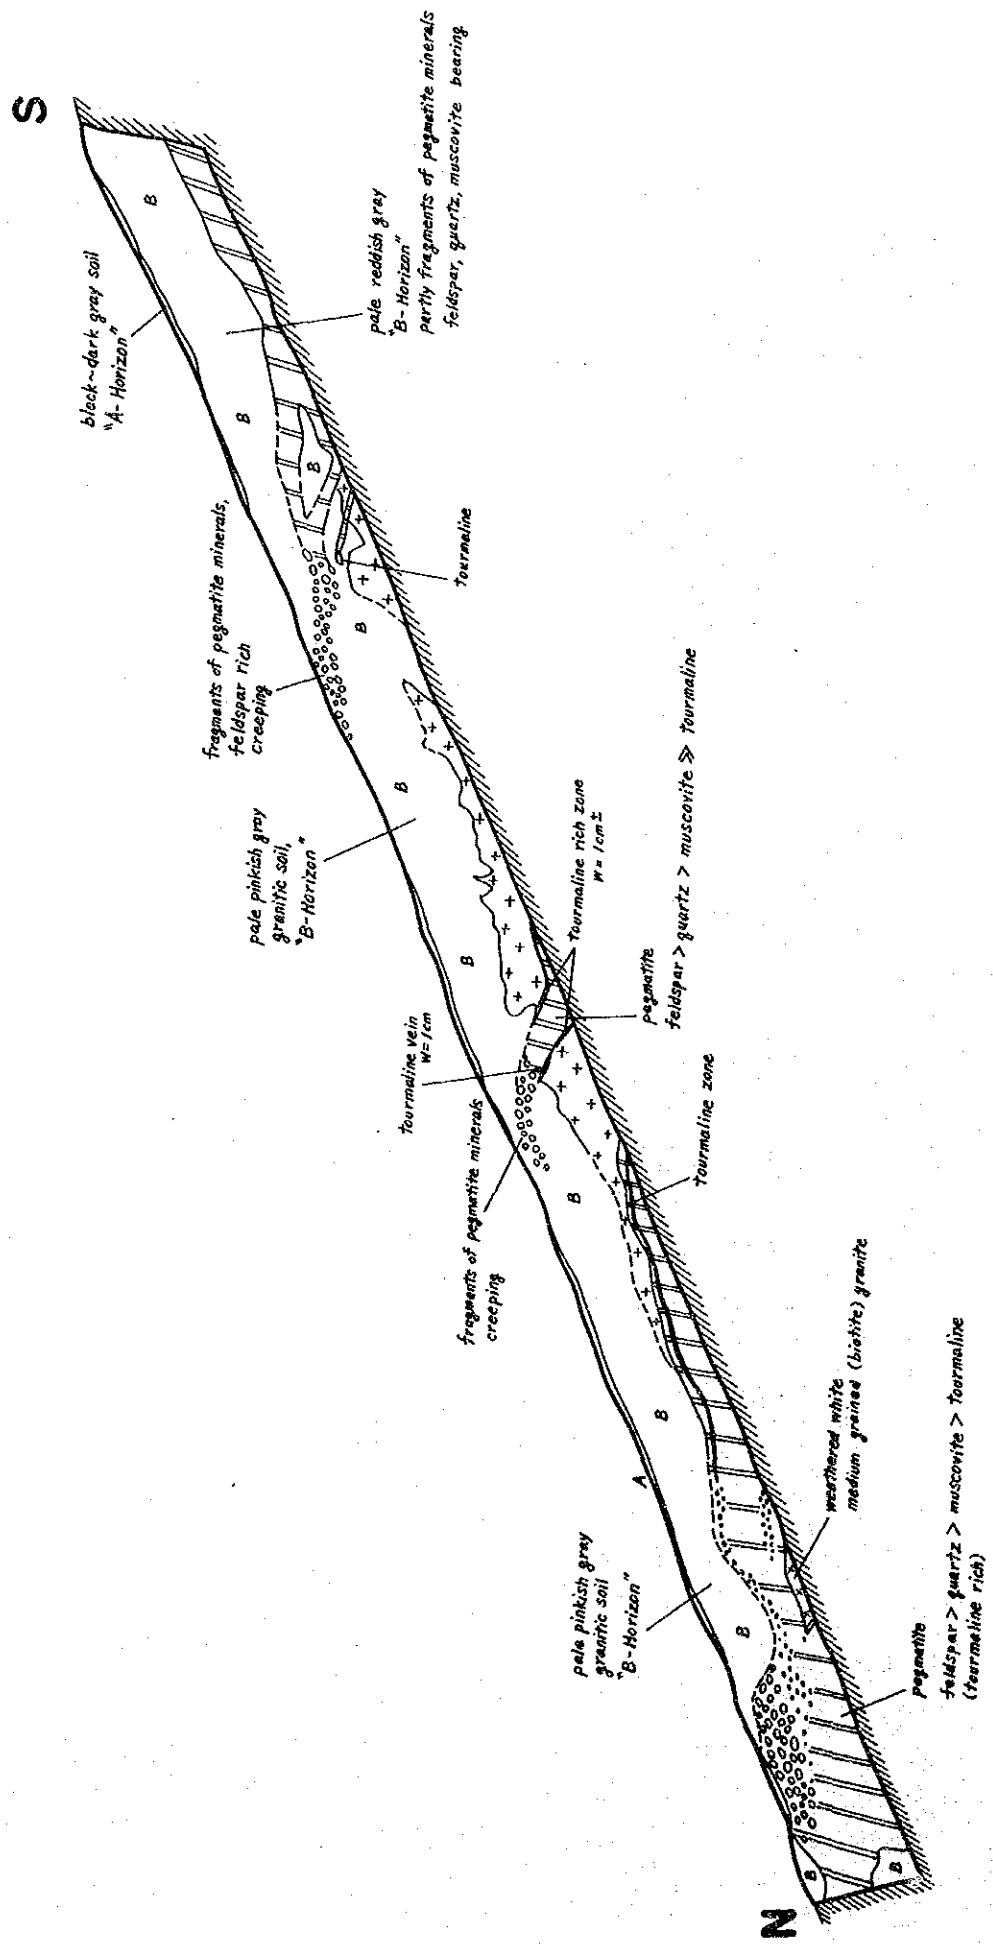 S
black~dark gray soil
"A-Horizon"
B
pale reddish gray
"B-Horizon"
partly fragments of pegmatite minerals
feldspar, quartz, muscovite bearing
B
B
fragments of pegmatite minerals,
feldspar rich
creeping
tourmaline
B
B
pale pinkish gray
granitic soil,
"B-Horizon"
tourmaline rich zone
w=1cm±
B
pegmatite
feldspar > quartz > muscovite ≫ tourmaline
tourmaline vein
w=1cm
fragments of pegmatite minerals
creeping
B
tourmaline zone
B
A
weathered white
medium grained (biotite) granite
pale pinkish gray
granitic soil
"B-Horizon"
B
pegmatite
feldspar > quartz > muscovite > tourmaline
(tourmaline rich)
B
B
N